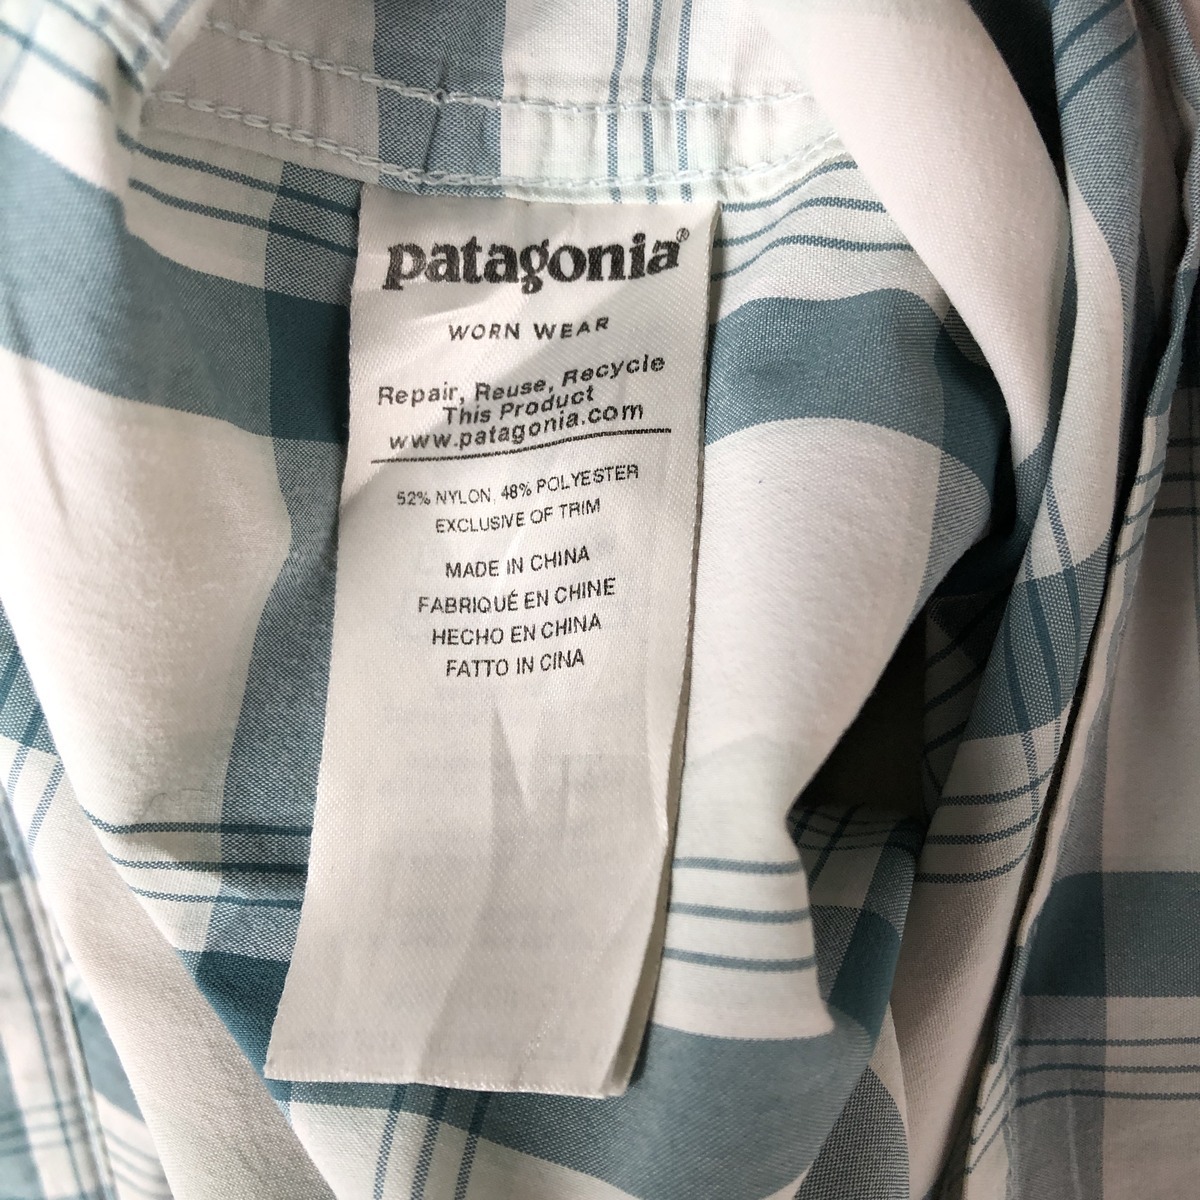 patagonia®
WORN WEAR
Repair, Reuse, Recycle
This Product
www.patagonia.com
52% NYLON, 48% POLYESTER
EXCLUSIVE OF TRIM
MADE IN CHINA
FABRIQUÉ EN CHINE
HECHO EN CHINA
FATTO IN CINA